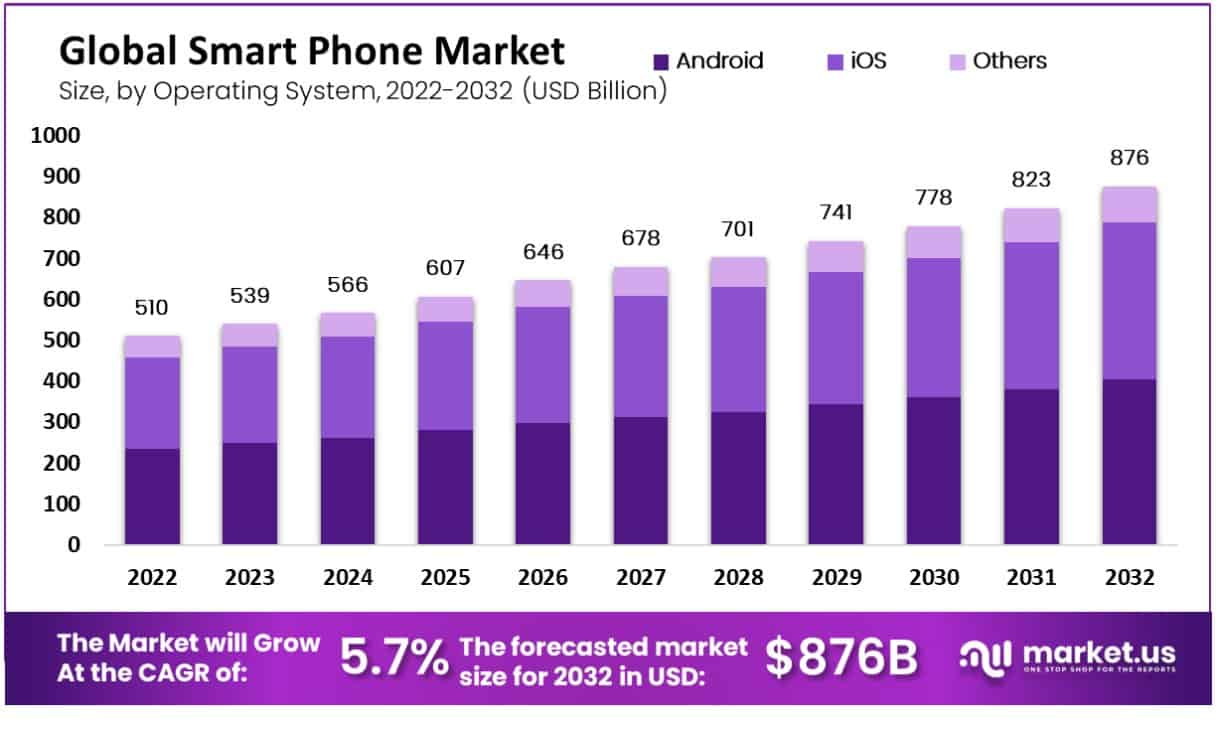 Global Smart Phone Market
Size, by Operating System, 2022-2032 (USD Billion)
Android
iOS
Others
1000
900
800
700
600
500
400
300
200
100
0
510
539
566
607
646
678
701
741
778
823
876
2022
2023
2024
2025
2026
2027
2028
2029
2030
2031
2032
The Market will Grow
At the CAGR of:
5.7%
The forecasted market
size for 2032 in USD:
$876B
market.us
ONE STOP SHOP FOR THE REPORTS